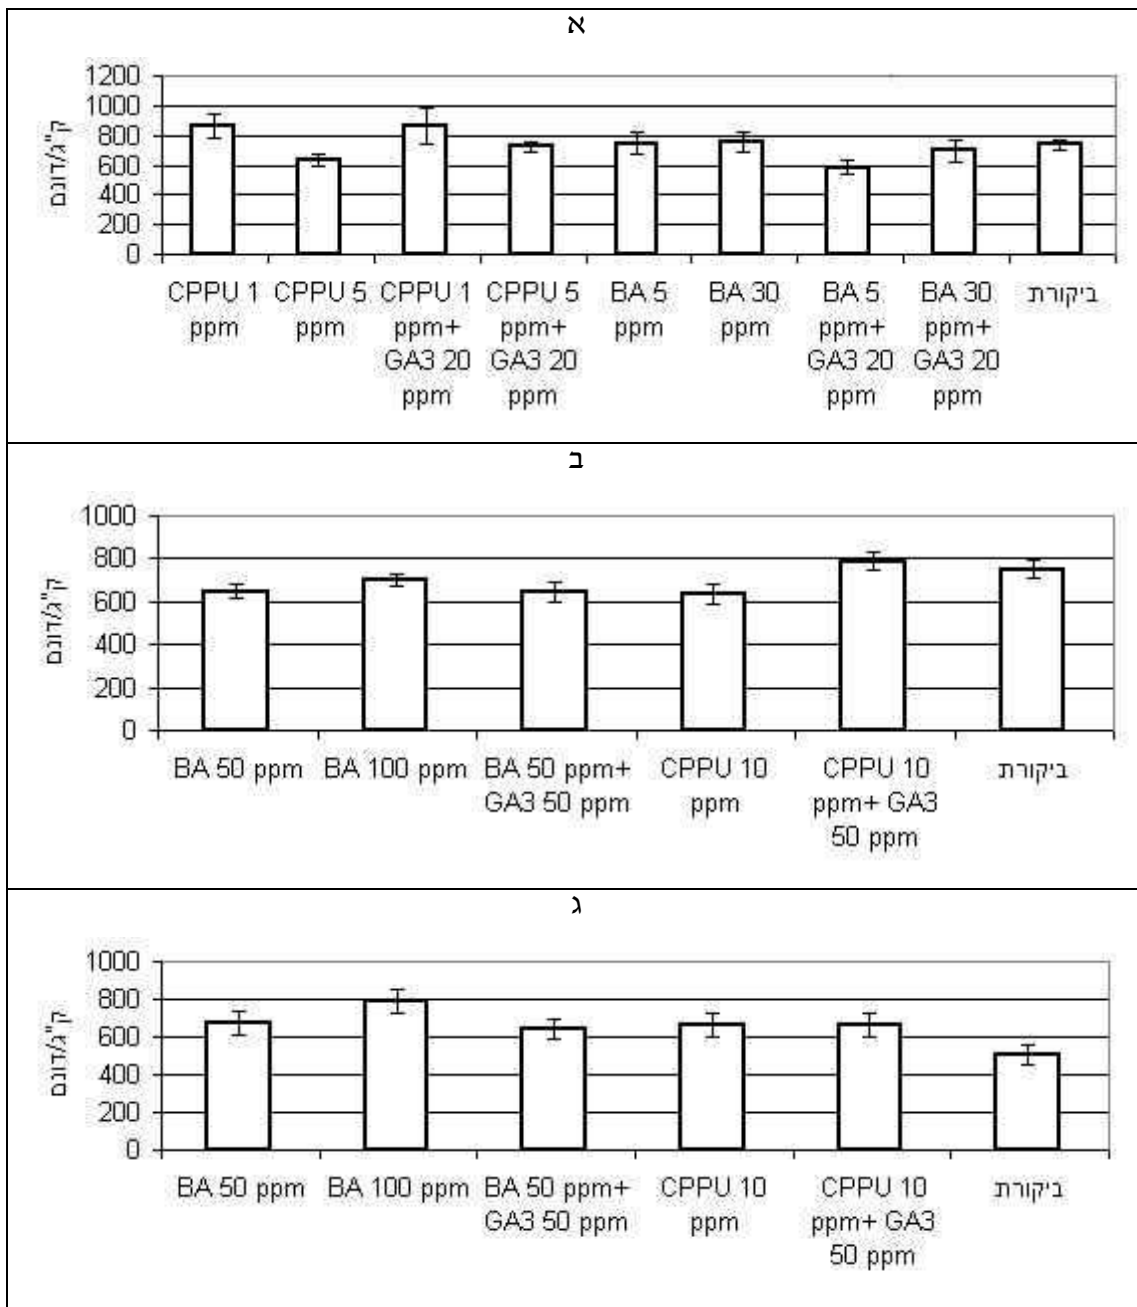 א
1200
1000
800
600
400
200
0
ק"ג/דונם
CPPU 1 ppm
CPPU 5 ppm
CPPU 1 ppm+ GA3 20 ppm
CPPU 5 ppm+ GA3 20 ppm
BA 5 ppm
BA 30 ppm
BA 5 ppm+ GA3 20 ppm
BA 30 ppm+ GA3 20 ppm
ביקורת
ב
1000
800
600
400
200
0
ק"ג/דונם
BA 50 ppm
BA 100 ppm
BA 50 ppm+ GA3 50 ppm
CPPU 10 ppm
CPPU 10 ppm+ GA3 50 ppm
ביקורת
ג
1000
800
600
400
200
0
ק"ג/דונם
BA 50 ppm
BA 100 ppm
BA 50 ppm+ GA3 50 ppm
CPPU 10 ppm
CPPU 10 ppm+ GA3 50 ppm
ביקורת